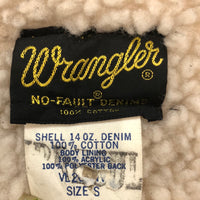 Wrangler®
NO-FAULT DENIMS®
100% COTTON
SHELL 14 OZ. DENIM
100% COTTON
BODY LINING
100% ACRYLIC
100% POLYESTER BACK
SIZE S